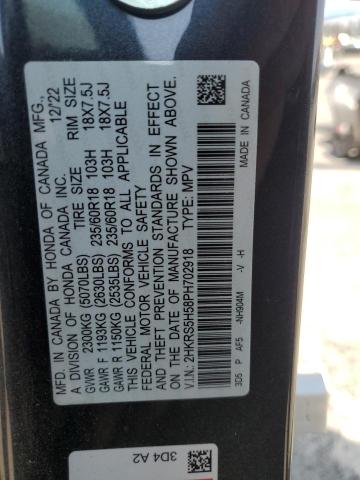 MFD. IN CANADA BY HONDA OF CANADA MFG., 12/22
A DIVISION OF HONDA CANADA INC.
TIRE SIZE RIM SIZE
GVWR 2300KG (5070LBS) 235/60R18 103H 18X7.5J
GAWR F 1193KG (2630LBS) 235/60R18 103H 18X7.5J
GAWR R 1150KG (2535LBS)
THIS VEHICLE CONFORMS TO ALL APPLICABLE
FEDERAL MOTOR VEHICLE SAFETY
AND THEFT PREVENTION STANDARDS IN EFFECT
ON THE DATE OF MANUFACTURE SHOWN ABOVE.
V.I.N.: 2HKRS5H58PH702918 TYPE: MPV
3D5 P AF5 -NH904M -V -H MADE IN CANADA
3D4 A2